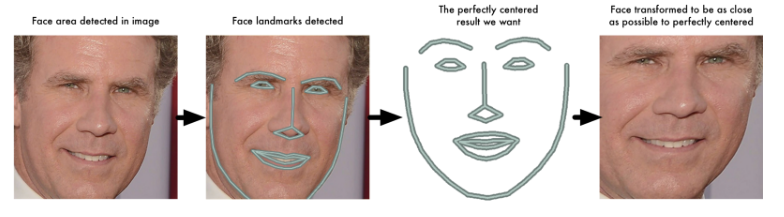 Face area detected in image
Face landmarks detected
The perfectly centered
result we want
Face transformed to be as close
as possible to perfectly centered